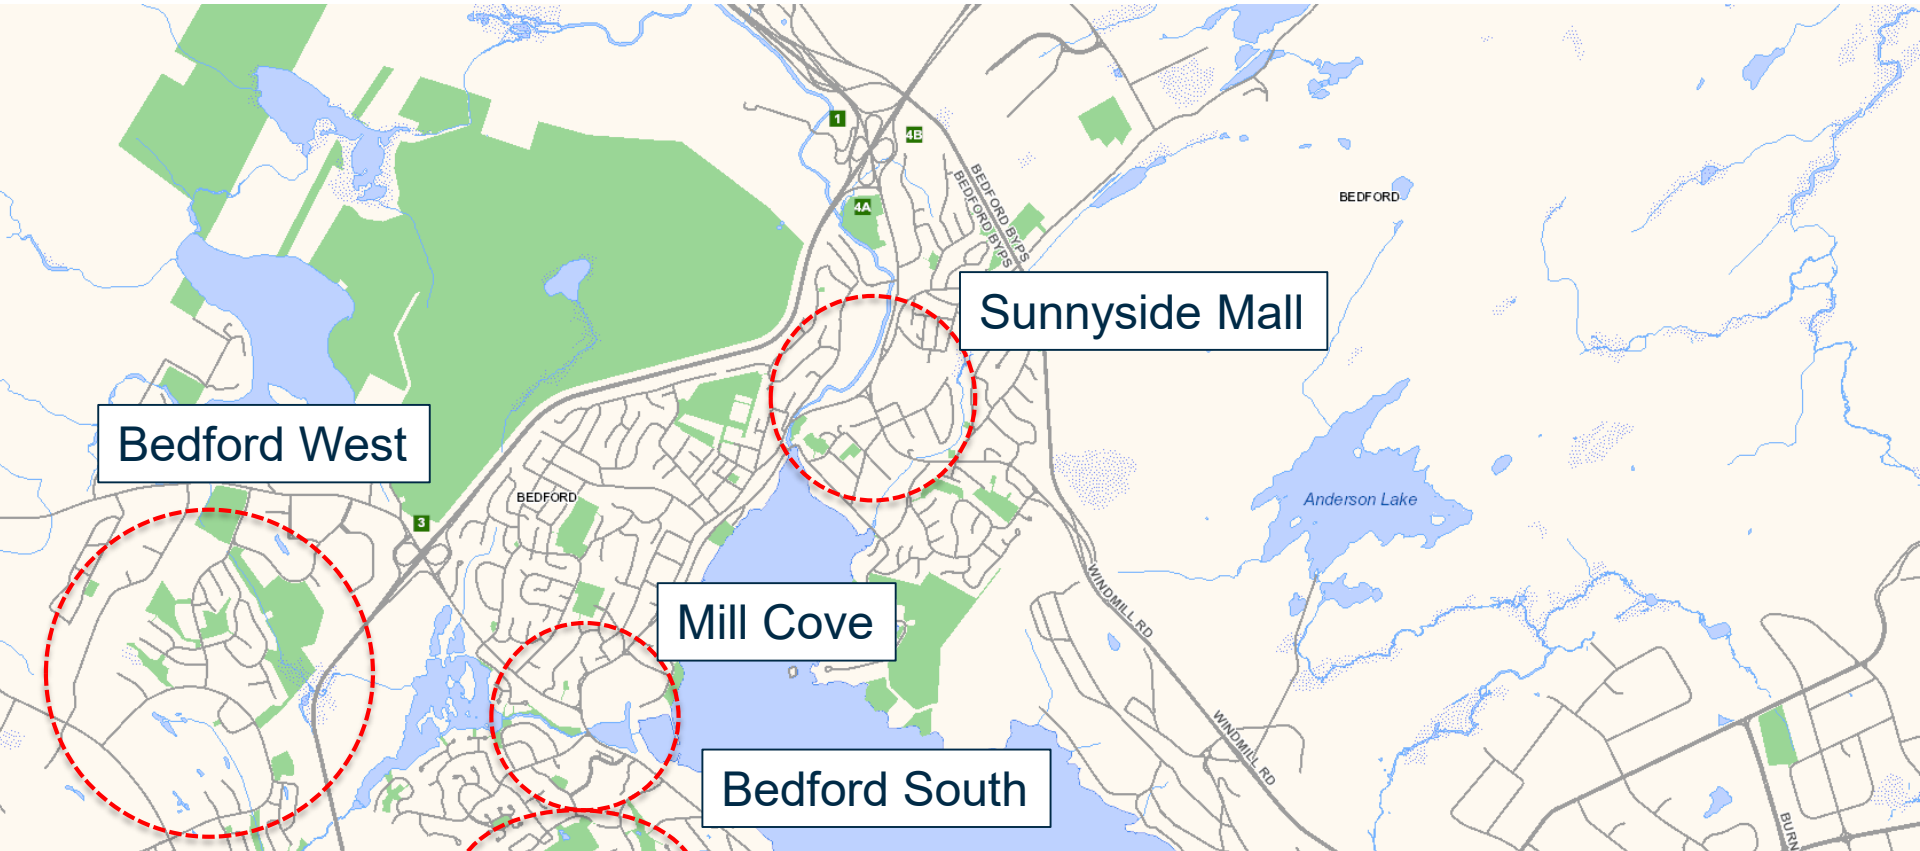 1
4B
BEDFORD BYPS
BEDFORD BYPS
4A
BEDFORD
Sunnyside Mall
Bedford West
BEDFORD
Anderson Lake
3
WINDMILL RD
Mill Cove
WINDMILL RD
Bedford South
BURN